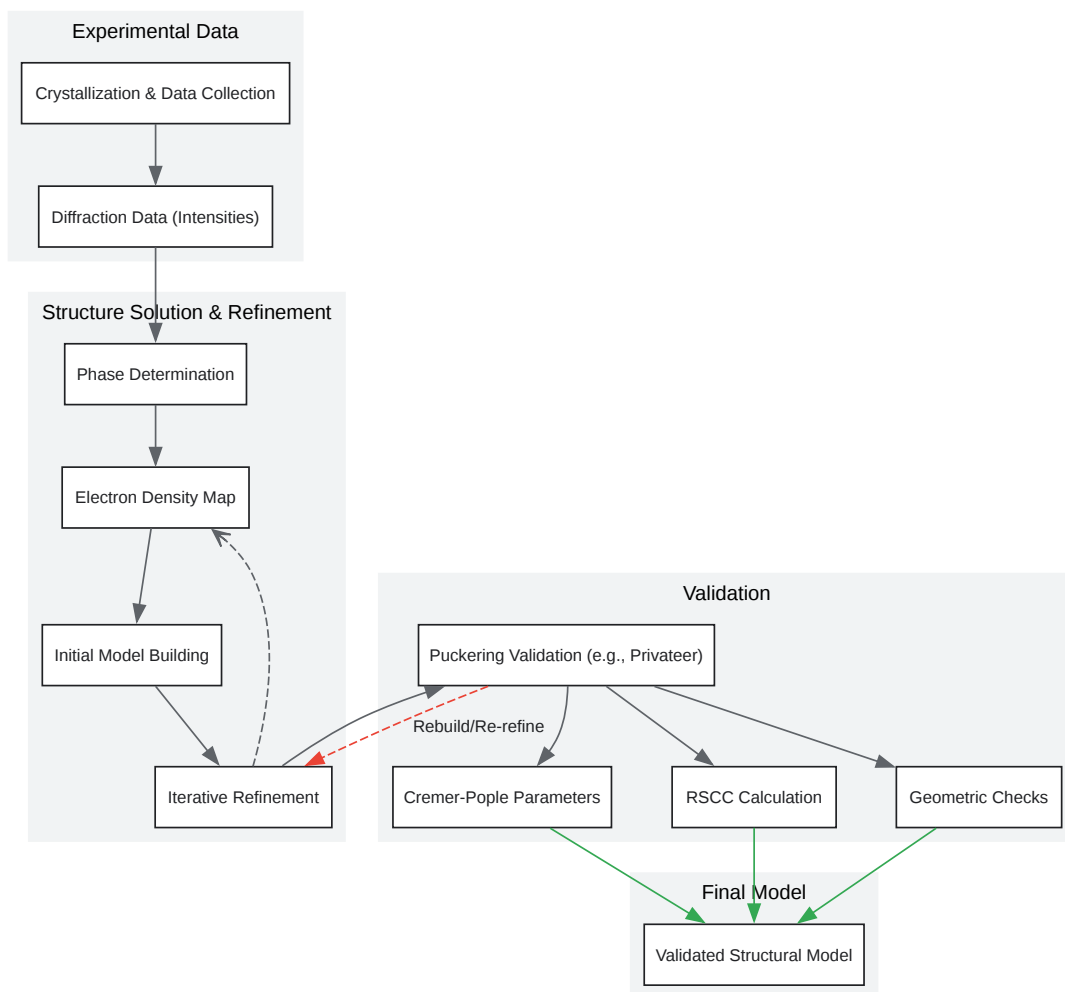 Experimental Data
Crystallization & Data Collection
Diffraction Data (Intensities)
Structure Solution & Refinement
Phase Determination
Electron Density Map
Initial Model Building
Iterative Refinement
Validation
Puckering Validation (e.g., Privateer)
Rebuild/Re-refine
Cremer-Pople Parameters
RSCC Calculation
Geometric Checks
Final Model
Validated Structural Model